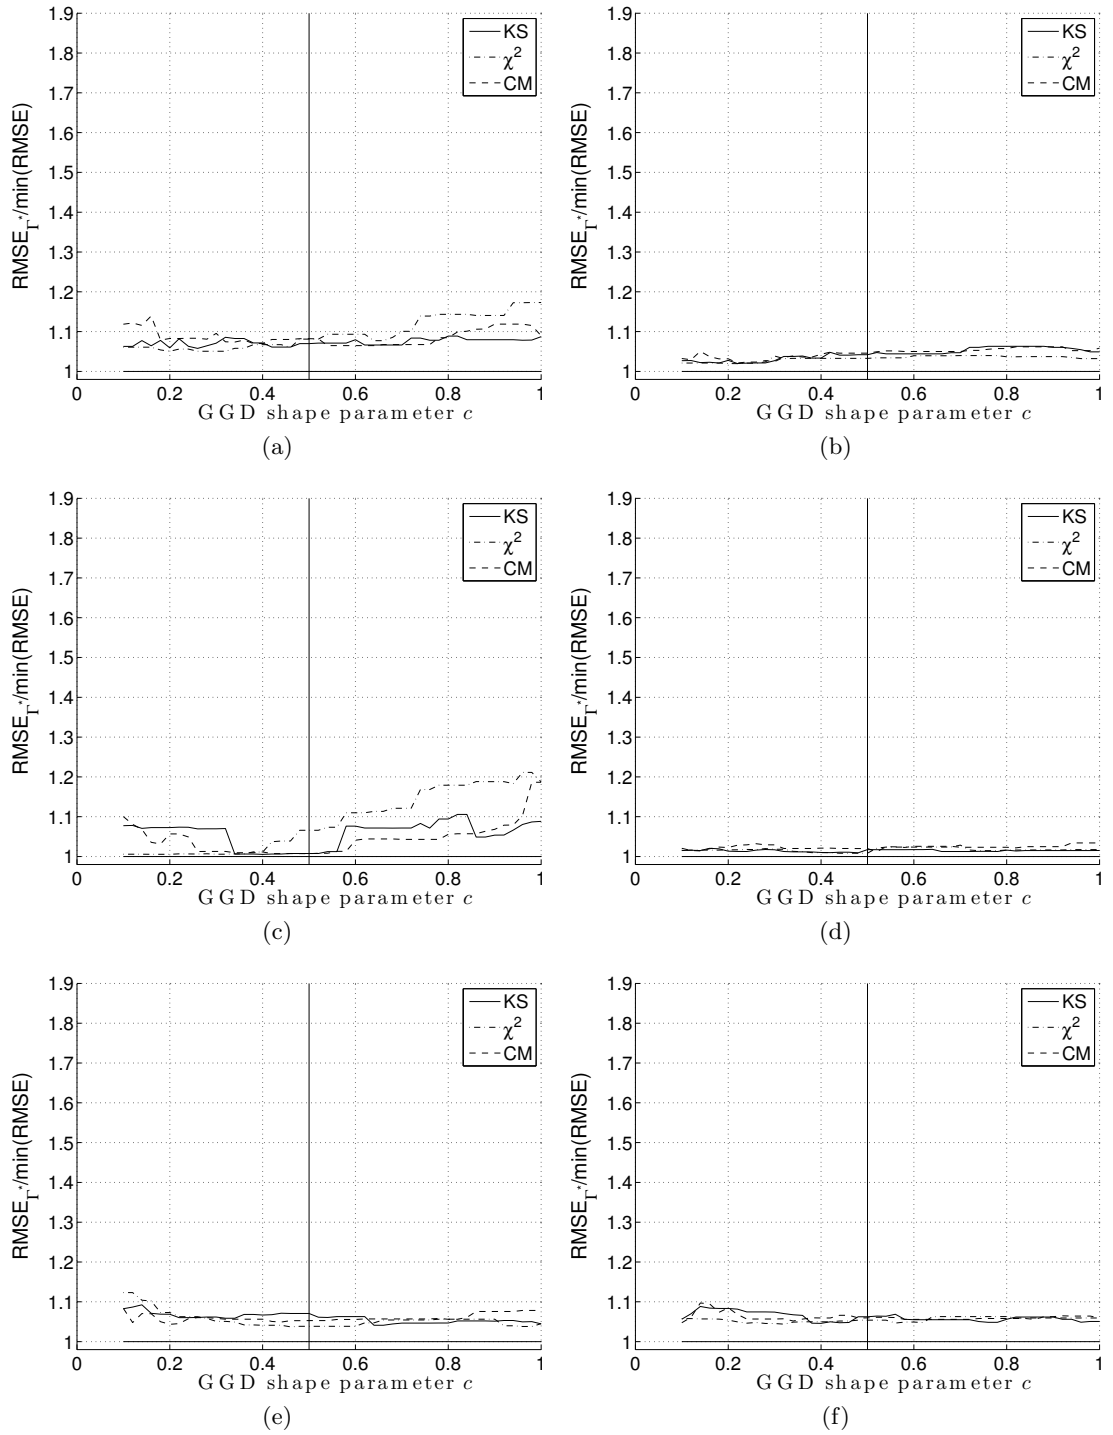 1.9
1.8
1.7
1.6
1.5
1.4
1.3
1.2
1.1
1
0 0.2 0.4 0.6 0.8 1
RMSE_Γ*/min(RMSE)
GGD shape parameter c
KS
χ²
CM
(a)
1.9
1.8
1.7
1.6
1.5
1.4
1.3
1.2
1.1
1
0 0.2 0.4 0.6 0.8 1
RMSE_Γ*/min(RMSE)
GGD shape parameter c
KS
χ²
CM
(b)
1.9
1.8
1.7
1.6
1.5
1.4
1.3
1.2
1.1
1
0 0.2 0.4 0.6 0.8 1
RMSE_Γ*/min(RMSE)
GGD shape parameter c
KS
χ²
CM
(c)
1.9
1.8
1.7
1.6
1.5
1.4
1.3
1.2
1.1
1
0 0.2 0.4 0.6 0.8 1
RMSE_Γ*/min(RMSE)
GGD shape parameter c
KS
χ²
CM
(d)
1.9
1.8
1.7
1.6
1.5
1.4
1.3
1.2
1.1
1
0 0.2 0.4 0.6 0.8 1
RMSE_Γ*/min(RMSE)
GGD shape parameter c
KS
χ²
CM
(e)
1.9
1.8
1.7
1.6
1.5
1.4
1.3
1.2
1.1
1
0 0.2 0.4 0.6 0.8 1
RMSE_Γ*/min(RMSE)
GGD shape parameter c
KS
χ²
CM
(f)